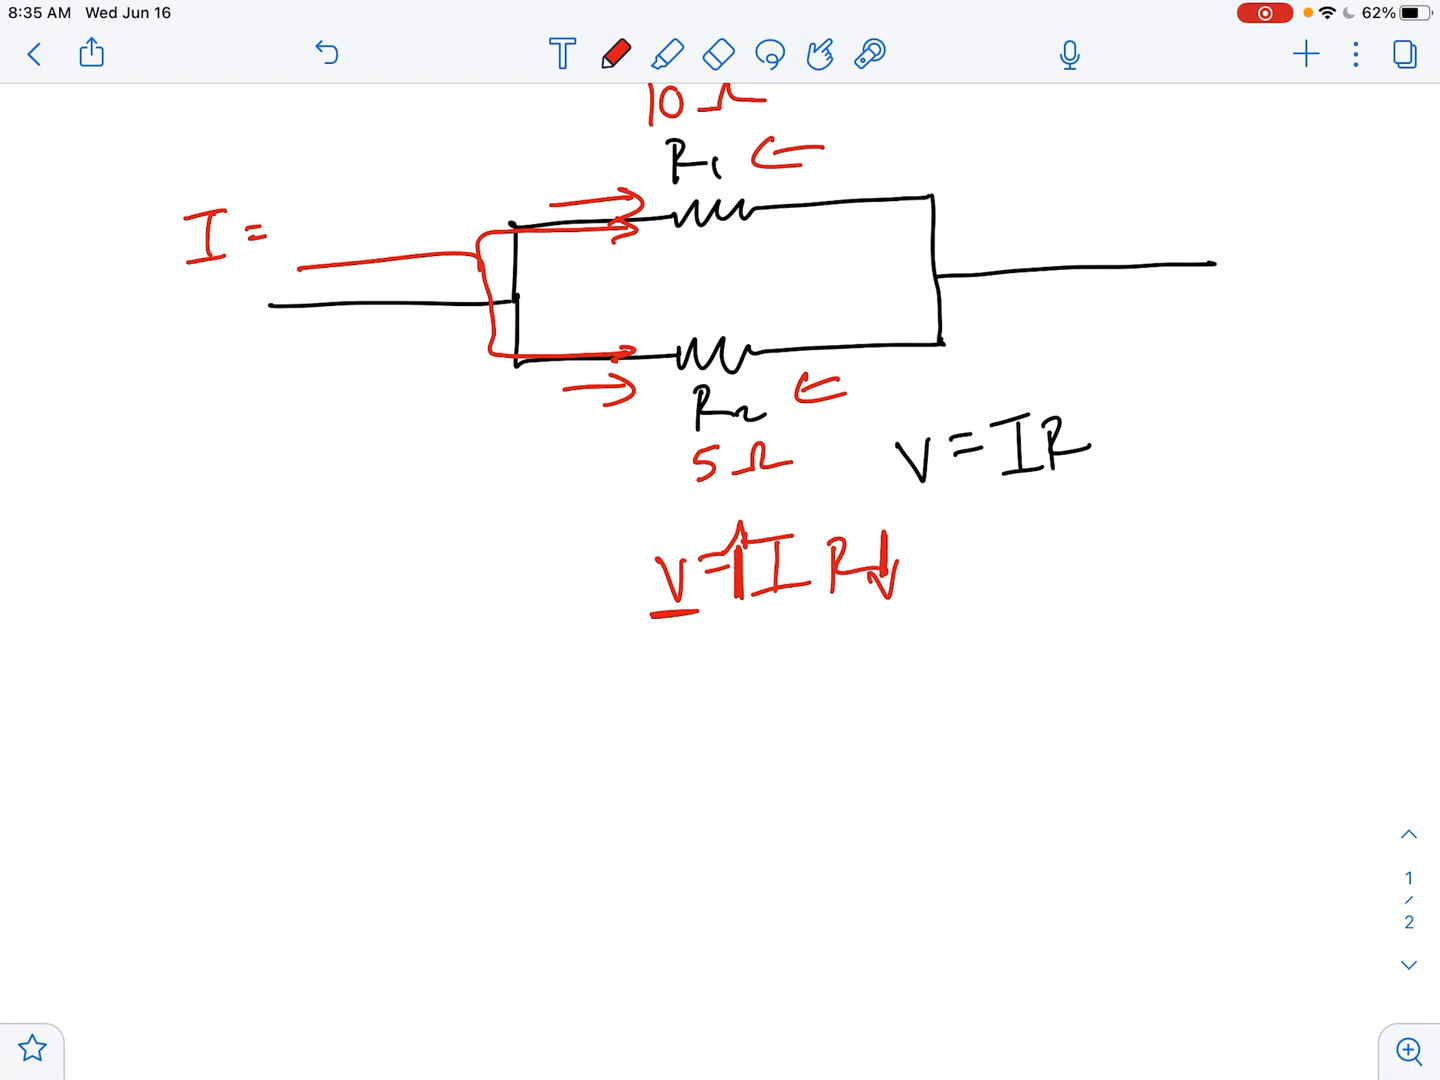 8:35 AM Wed Jun 16
62%
T
10 Ω
R1
I =
R2
5 Ω
V = IR
V = I R
1
/
2